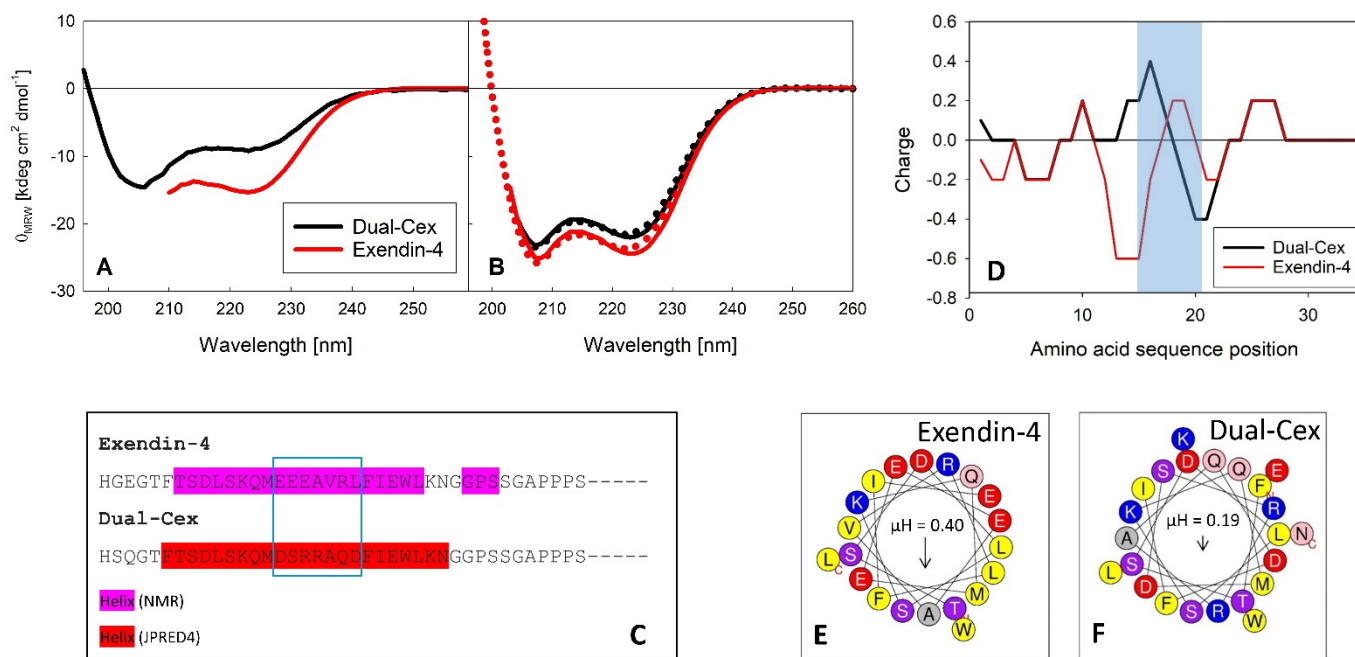 10
0
-10
-20
-30
θMRW [kdeg cm² dmol⁻¹]
A
Dual-Cex
Exendin-4
200 210 220 230 240 250
Wavelength [nm]
B
200 210 220 230 240 250 260
Wavelength [nm]
0.6
0.4
0.2
0.0
-0.2
-0.4
-0.6
-0.8
Charge
D
Dual-Cex
Exendin-4
0 10 20 30
Amino acid sequence position
Exendin-4
HGEGTFTSDLSKQMEEEAVRLFIEWLKNGGPSSGAPPPS-----
Dual-Cex
HSQGTFTSDLSKQMDSRRAQDFIEWLKNGGPSSGAPPPS-----
Helix (NMR)
Helix (JPRED4)
C
Exendin-4
E D R Q E E L L M W T A S F E S L V K I
C
μH = 0.40
E
Dual-Cex
K D Q Q F E R L N D M T W R S F D S L A K I S
N
C
μH = 0.19
F